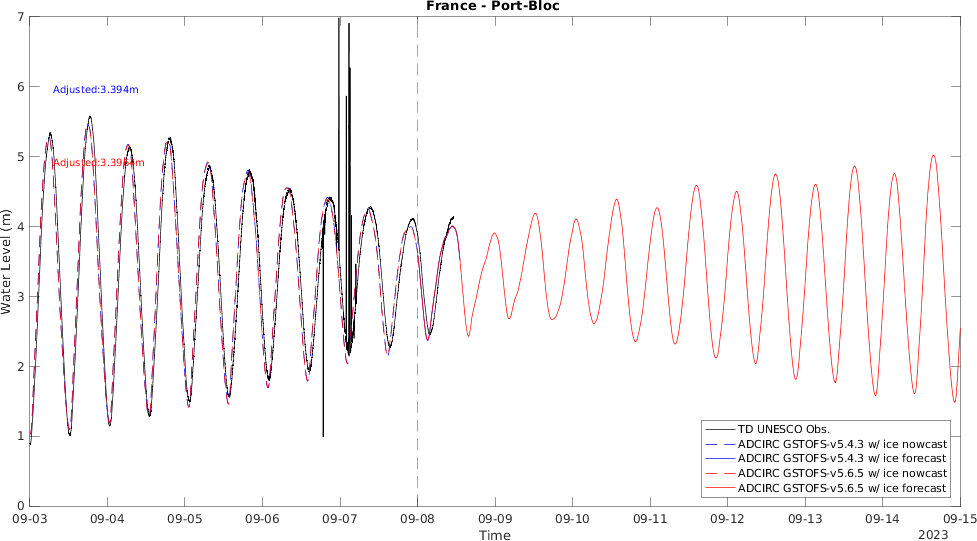 France - Port-Bloc
7
6
5
4
3
2
1
0
Water Level (m)
Adjusted:3.394m
09-03
09-04
09-05
09-06
09-07
09-08
09-09
09-10
09-11
09-12
09-13
09-14
09-15
Time
2023
TD UNESCO Obs.
ADCIRC GSTOFS-v5.4.3 w/ ice nowcast
ADCIRC GSTOFS-v5.4.3 w/ ice forecast
ADCIRC GSTOFS-v5.6.5 w/ ice nowcast
ADCIRC GSTOFS-v5.6.5 w/ ice forecast